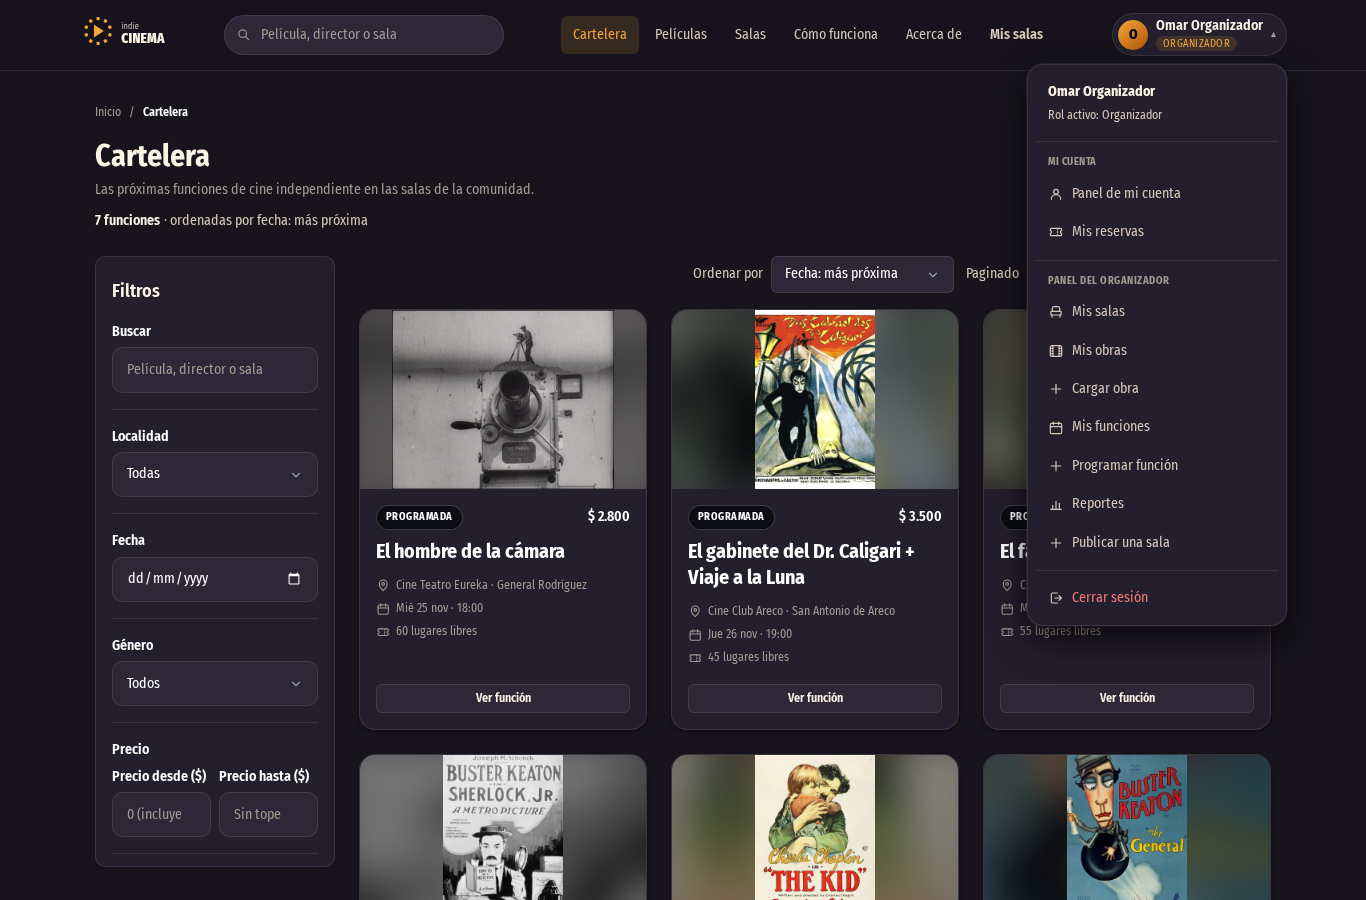 indie
CINEMA
Película, director o sala
Cartelera
Películas
Salas
Cómo funciona
Acerca de
Mis salas
O
Omar Organizador
ORGANIZADOR
Omar Organizador
Rol activo: Organizador
MI CUENTA
Panel de mi cuenta
Mis reservas
PANEL DEL ORGANIZADOR
Mis salas
Mis obras
Cargar obra
Mis funciones
Programar función
Reportes
Publicar una sala
Cerrar sesión
Inicio / Cartelera
Cartelera
Las próximas funciones de cine independiente en las salas de la comunidad.
7 funciones · ordenadas por fecha: más próxima
Filtros
Buscar
Película, director o sala
Localidad
Todas
Fecha
dd/mm/yyyy
Género
Todos
Precio
Precio desde ($) Precio hasta ($)
0 (incluye
Sin tope
Ordenar por
Fecha: más próxima
Paginado
PROGRAMADA
$ 2.800
El hombre de la cámara
Cine Teatro Eureka · General Rodríguez
Mié 25 nov · 18:00
60 lugares libres
Ver función
Das Cabinet des
Caligari
PROGRAMADA
$ 3.500
El gabinete del Dr. Caligari +
Viaje a la Luna
Cine Club Areco · San Antonio de Areco
Jue 26 nov · 19:00
45 lugares libres
Ver función
55 lugares libres
Ver función
BUSTER KEATON
SHERLOCK, JR.
A METRO PICTURE
Charles Chaplin
"THE KID"
BUSTER
KEATON
The
General